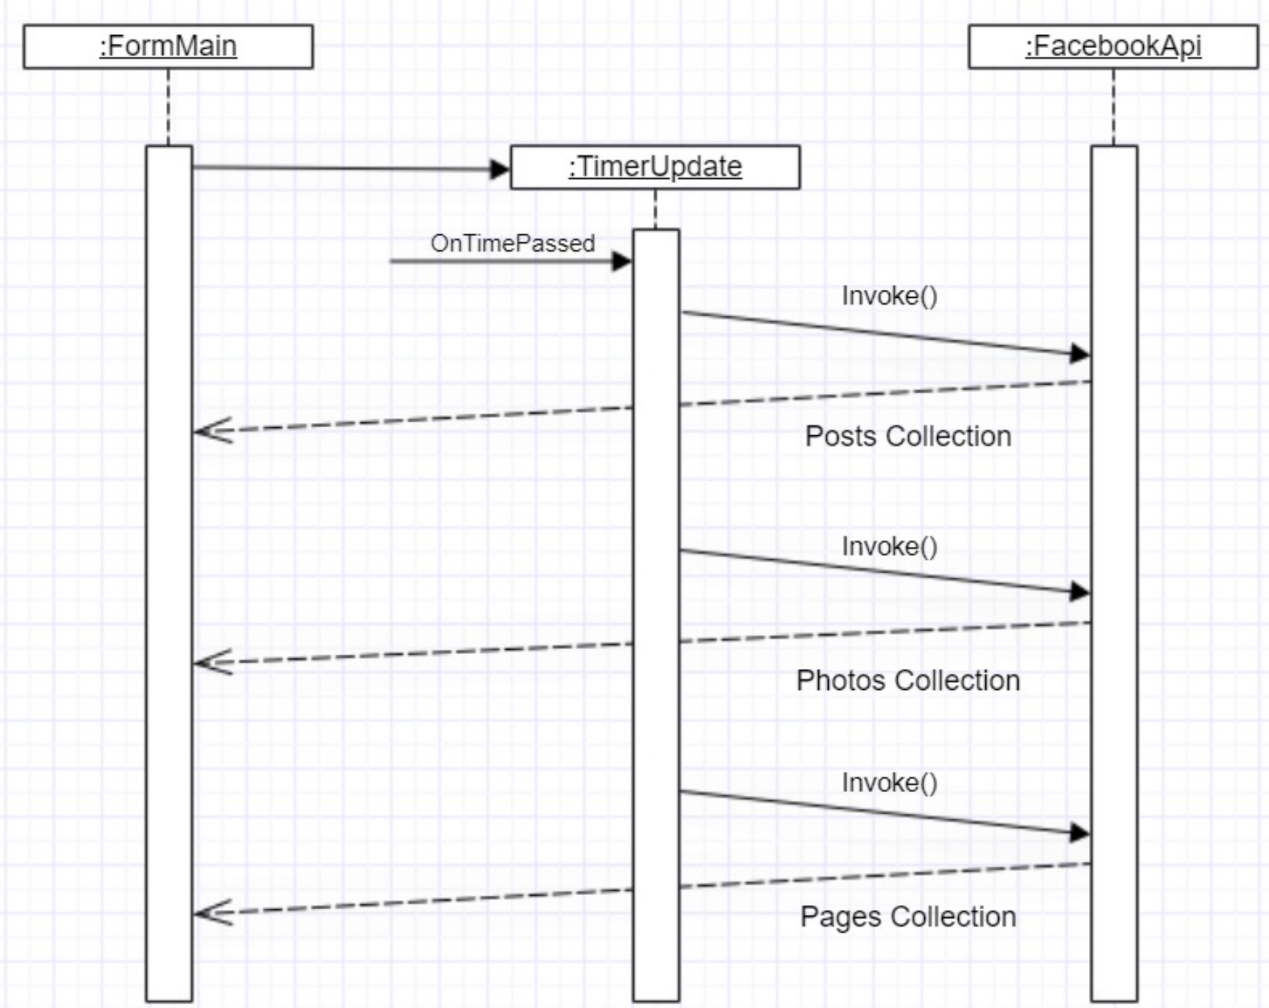 :FormMain
:FacebookApi
:TimerUpdate
OnTimePassed
Invoke()
Posts Collection
Invoke()
Photos Collection
Invoke()
Pages Collection